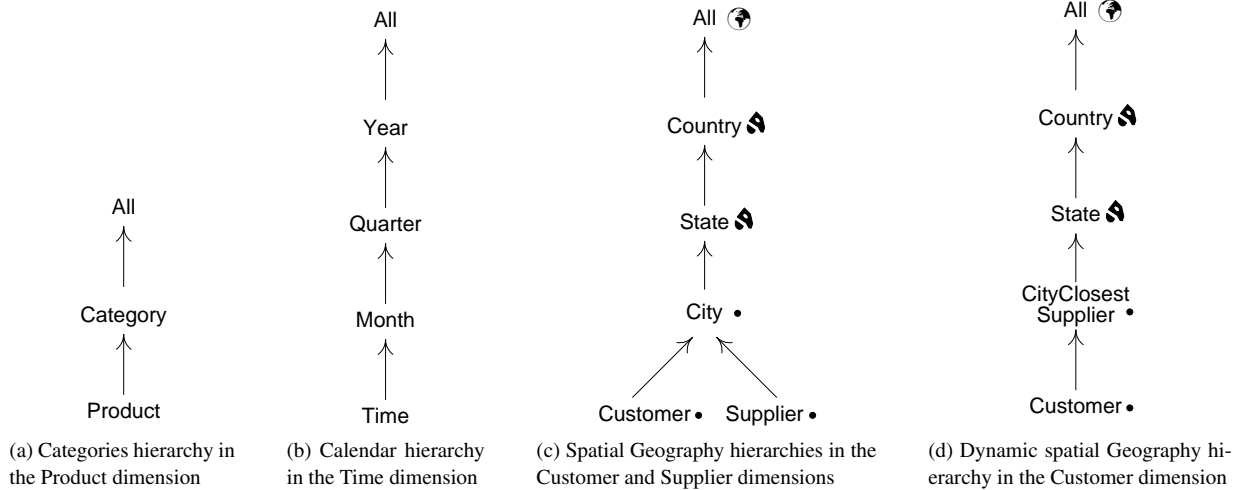 All
Category
Product
(a) Categories hierarchy in
the Product dimension
All
Year
Quarter
Month
Time
(b) Calendar hierarchy
in the Time dimension
All
Country
State
City
Customer Supplier
(c) Spatial Geography hierarchies in the
Customer and Supplier dimensions
All
Country
State
CityClosest
Supplier
Customer
(d) Dynamic spatial Geography hi-
erarchy in the Customer dimension